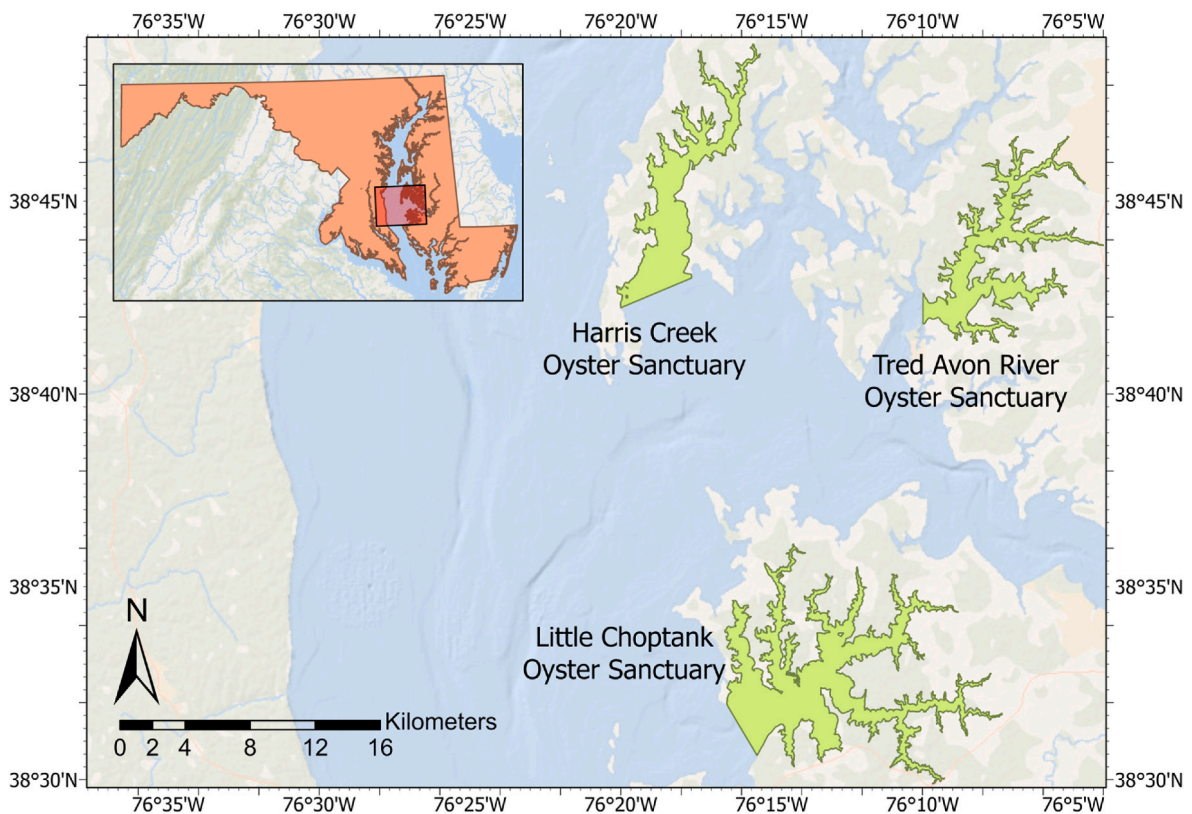 76°35'W 76°30'W 76°25'W 76°20'W 76°15'W 76°10'W 76°5'W
38°45'N 38°45'N
Harris Creek
Oyster Sanctuary
Tred Avon River
Oyster Sanctuary
38°40'N 38°40'N
38°35'N 38°35'N
N
Little Choptank
Oyster Sanctuary
Kilometers
0 2 4 8 12 16
38°30'N 38°30'N
76°35'W 76°30'W 76°25'W 76°20'W 76°15'W 76°10'W 76°5'W